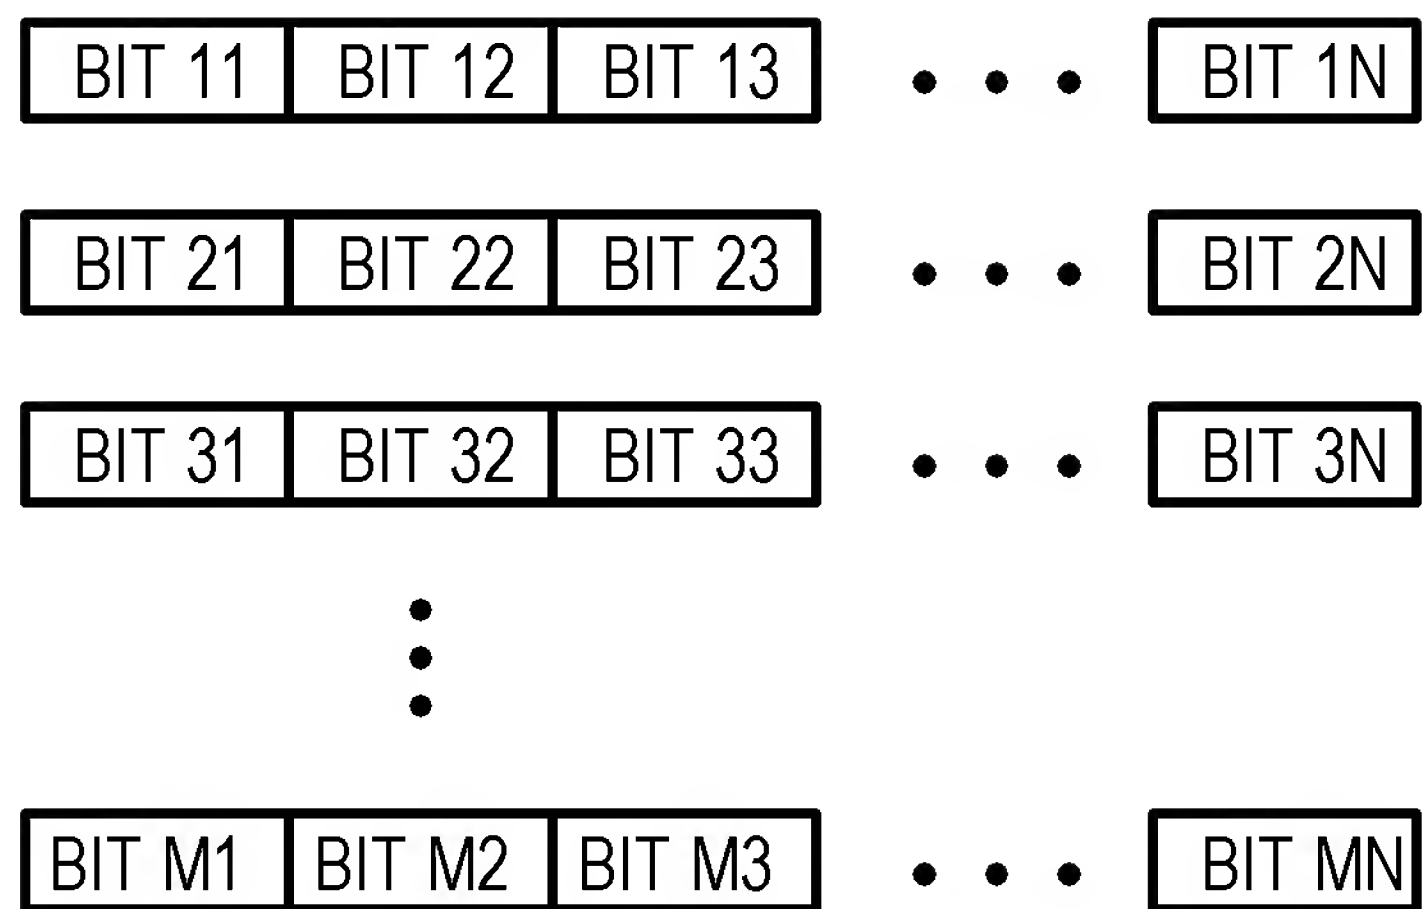 BIT 11 BIT 12 BIT 13 BIT 1N
BIT 21 BIT 22 BIT 23 BIT 2N
BIT 31 BIT 32 BIT 33 BIT 3N
BIT M1 BIT M2 BIT M3 BIT MN